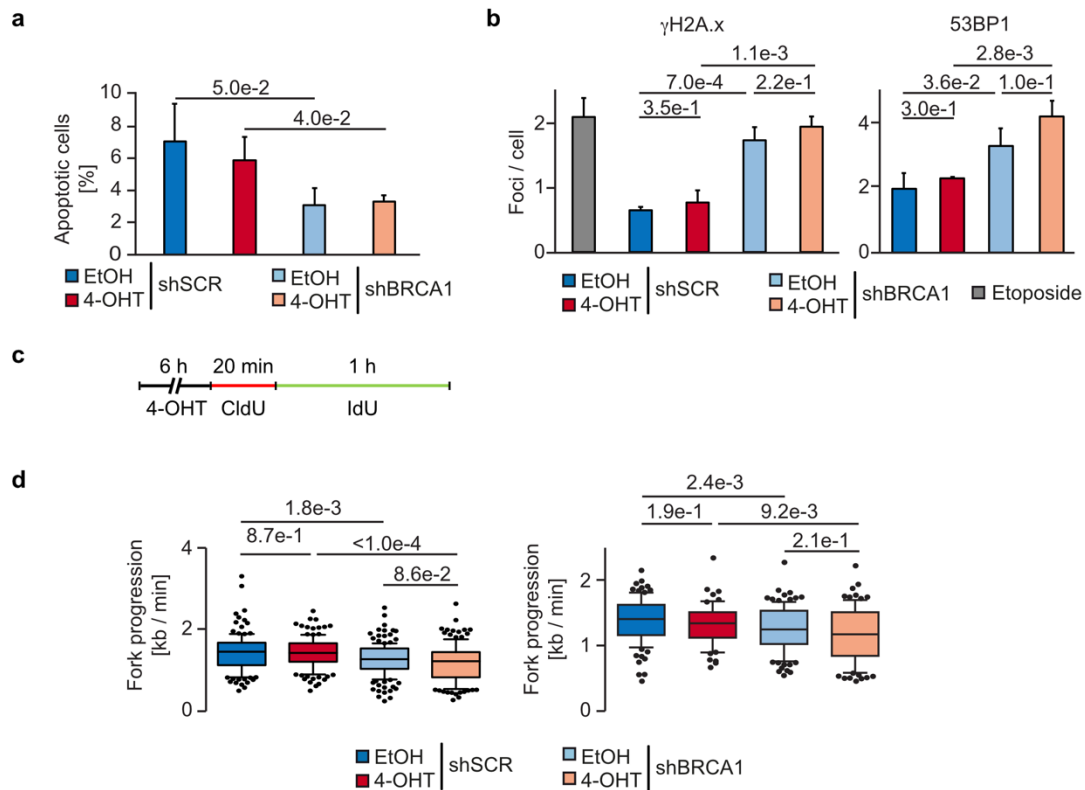 a
5.0e-2
4.0e-2
10
8
6
4
2
0
Apoptotic cells
[%]
EtOH
4-OHT
shSCR
EtOH
4-OHT
shBRCA1
b
γH2A.x
53BP1
1.1e-3
7.0e-4
2.2e-1
3.5e-1
2.8e-3
3.6e-2
1.0e-1
3.0e-1
Foci / cell
2
1
0
4
2
0
EtOH
4-OHT
shSCR
EtOH
4-OHT
shBRCA1
Etoposide
c
6 h 20 min 1 h
4-OHT CldU IdU
d
1.8e-3
8.7e-1
<1.0e-4
8.6e-2
Fork progression
[kb / min]
4
2
0
2.4e-3
1.9e-1
9.2e-3
2.1e-1
Fork progression
[kb / min]
2
1
0
EtOH
4-OHT
shSCR
EtOH
4-OHT
shBRCA1